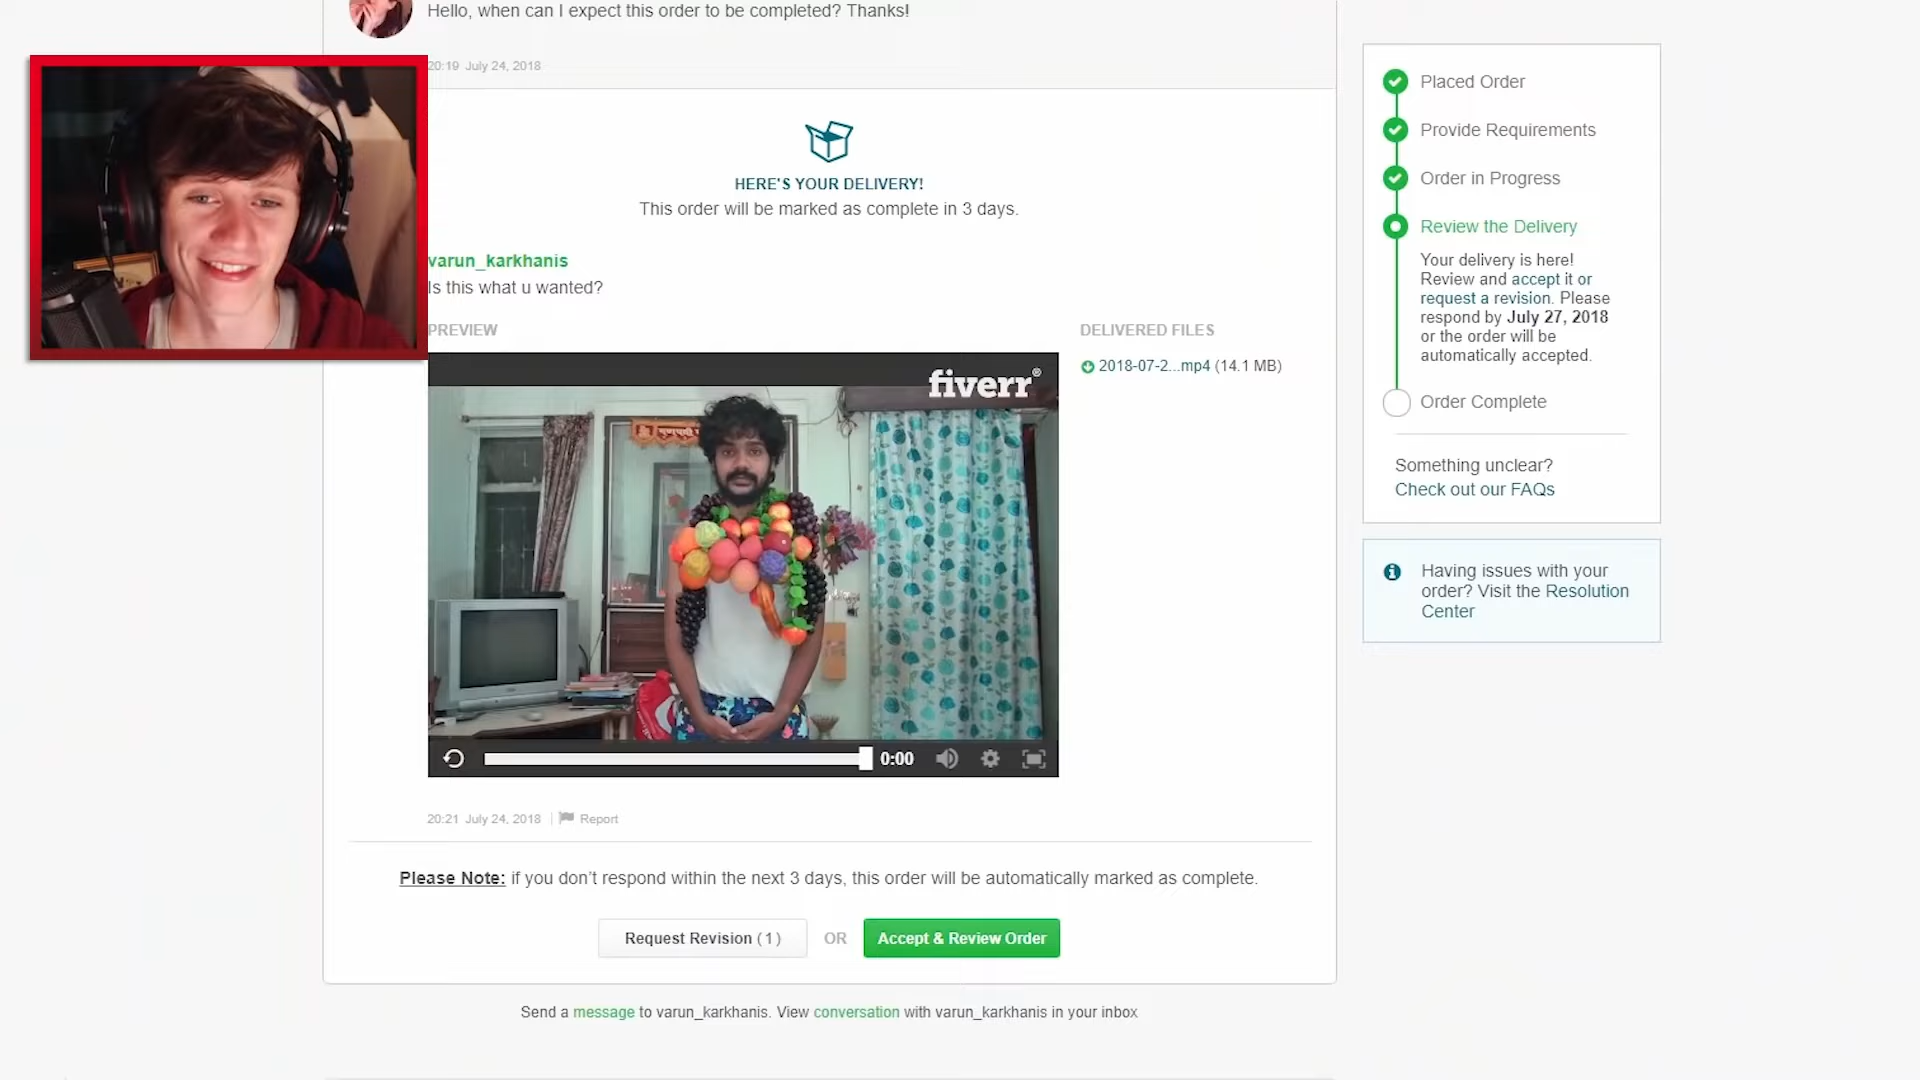 Hello, when can I expect this order to be completed? Thanks!
20:19 July 24, 2018
HERE'S YOUR DELIVERY!
This order will be marked as complete in 3 days.
varun_karkhanis
Is this what u wanted?
PREVIEW
DELIVERED FILES
2018-07-2...mp4 (14.1 MB)
fiverr®
0:00
20:21 July 24, 2018 | Report
Please Note: if you don’t respond within the next 3 days, this order will be automatically marked as complete.
Request Revision ( 1 ) OR Accept & Review Order
Send a message to varun_karkhanis. View conversation with varun_karkhanis in your inbox
Placed Order
Provide Requirements
Order in Progress
Review the Delivery
Your delivery is here!
Review and accept it or
request a revision. Please
respond by July 27, 2018
or the order will be
automatically accepted.
Order Complete
Something unclear?
Check out our FAQs
Having issues with your
order? Visit the Resolution
Center